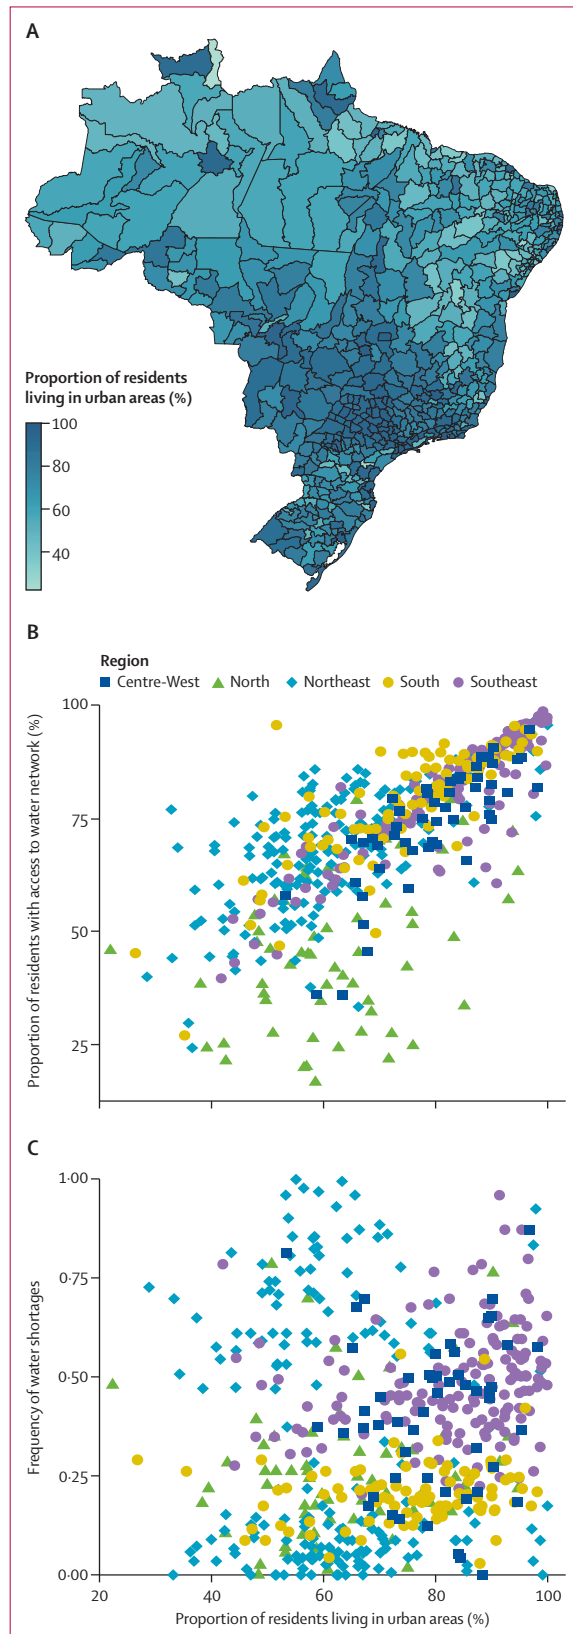 A
Proportion of residents
living in urban areas (%)
100
80
60
40
B
Region
Centre-West North Northeast South Southeast
100
75
50
25
Proportion of residents with access to water network (%)
C
1·00
0·75
0·50
0·25
0·00
Frequency of water shortages
20 40 60 80 100
Proportion of residents living in urban areas (%)